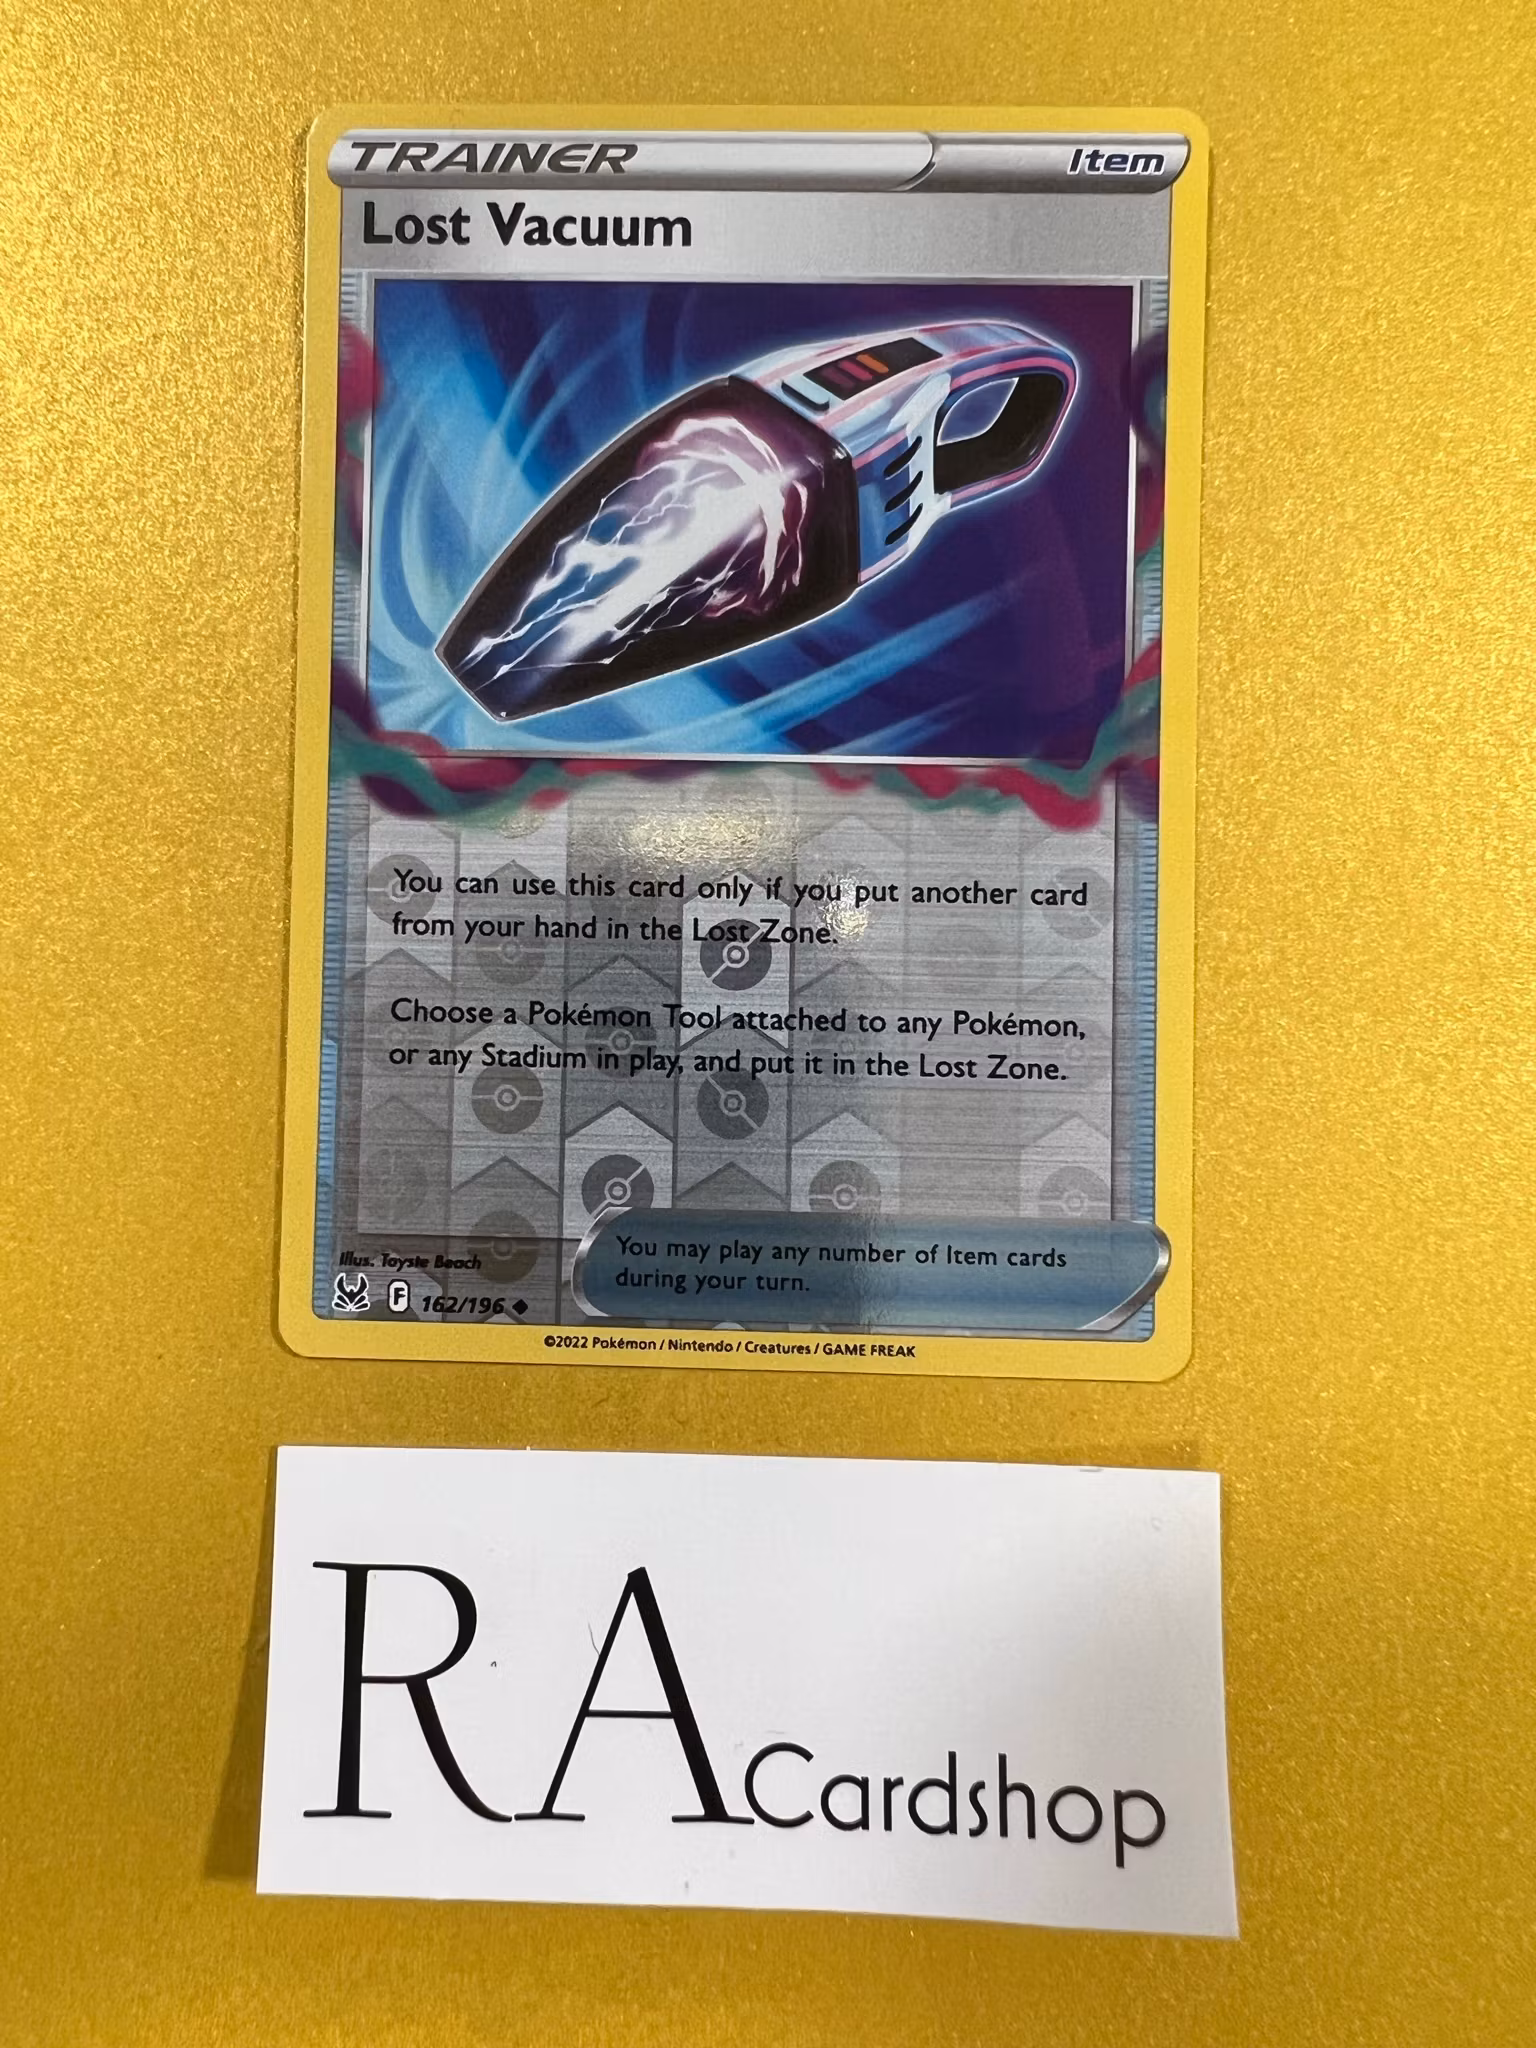 TRAINER Item
Lost Vacuum
You can use this card only if you put another card
from your hand in the Lost Zone.
Choose a Pokémon Tool attached to any Pokémon,
or any Stadium in play, and put it in the Lost Zone.
You may play any number of Item cards
during your turn.
Illus. Toyste Beach
F 162/196
©2022 Pokémon / Nintendo / Creatures / GAME FREAK
RACardshop